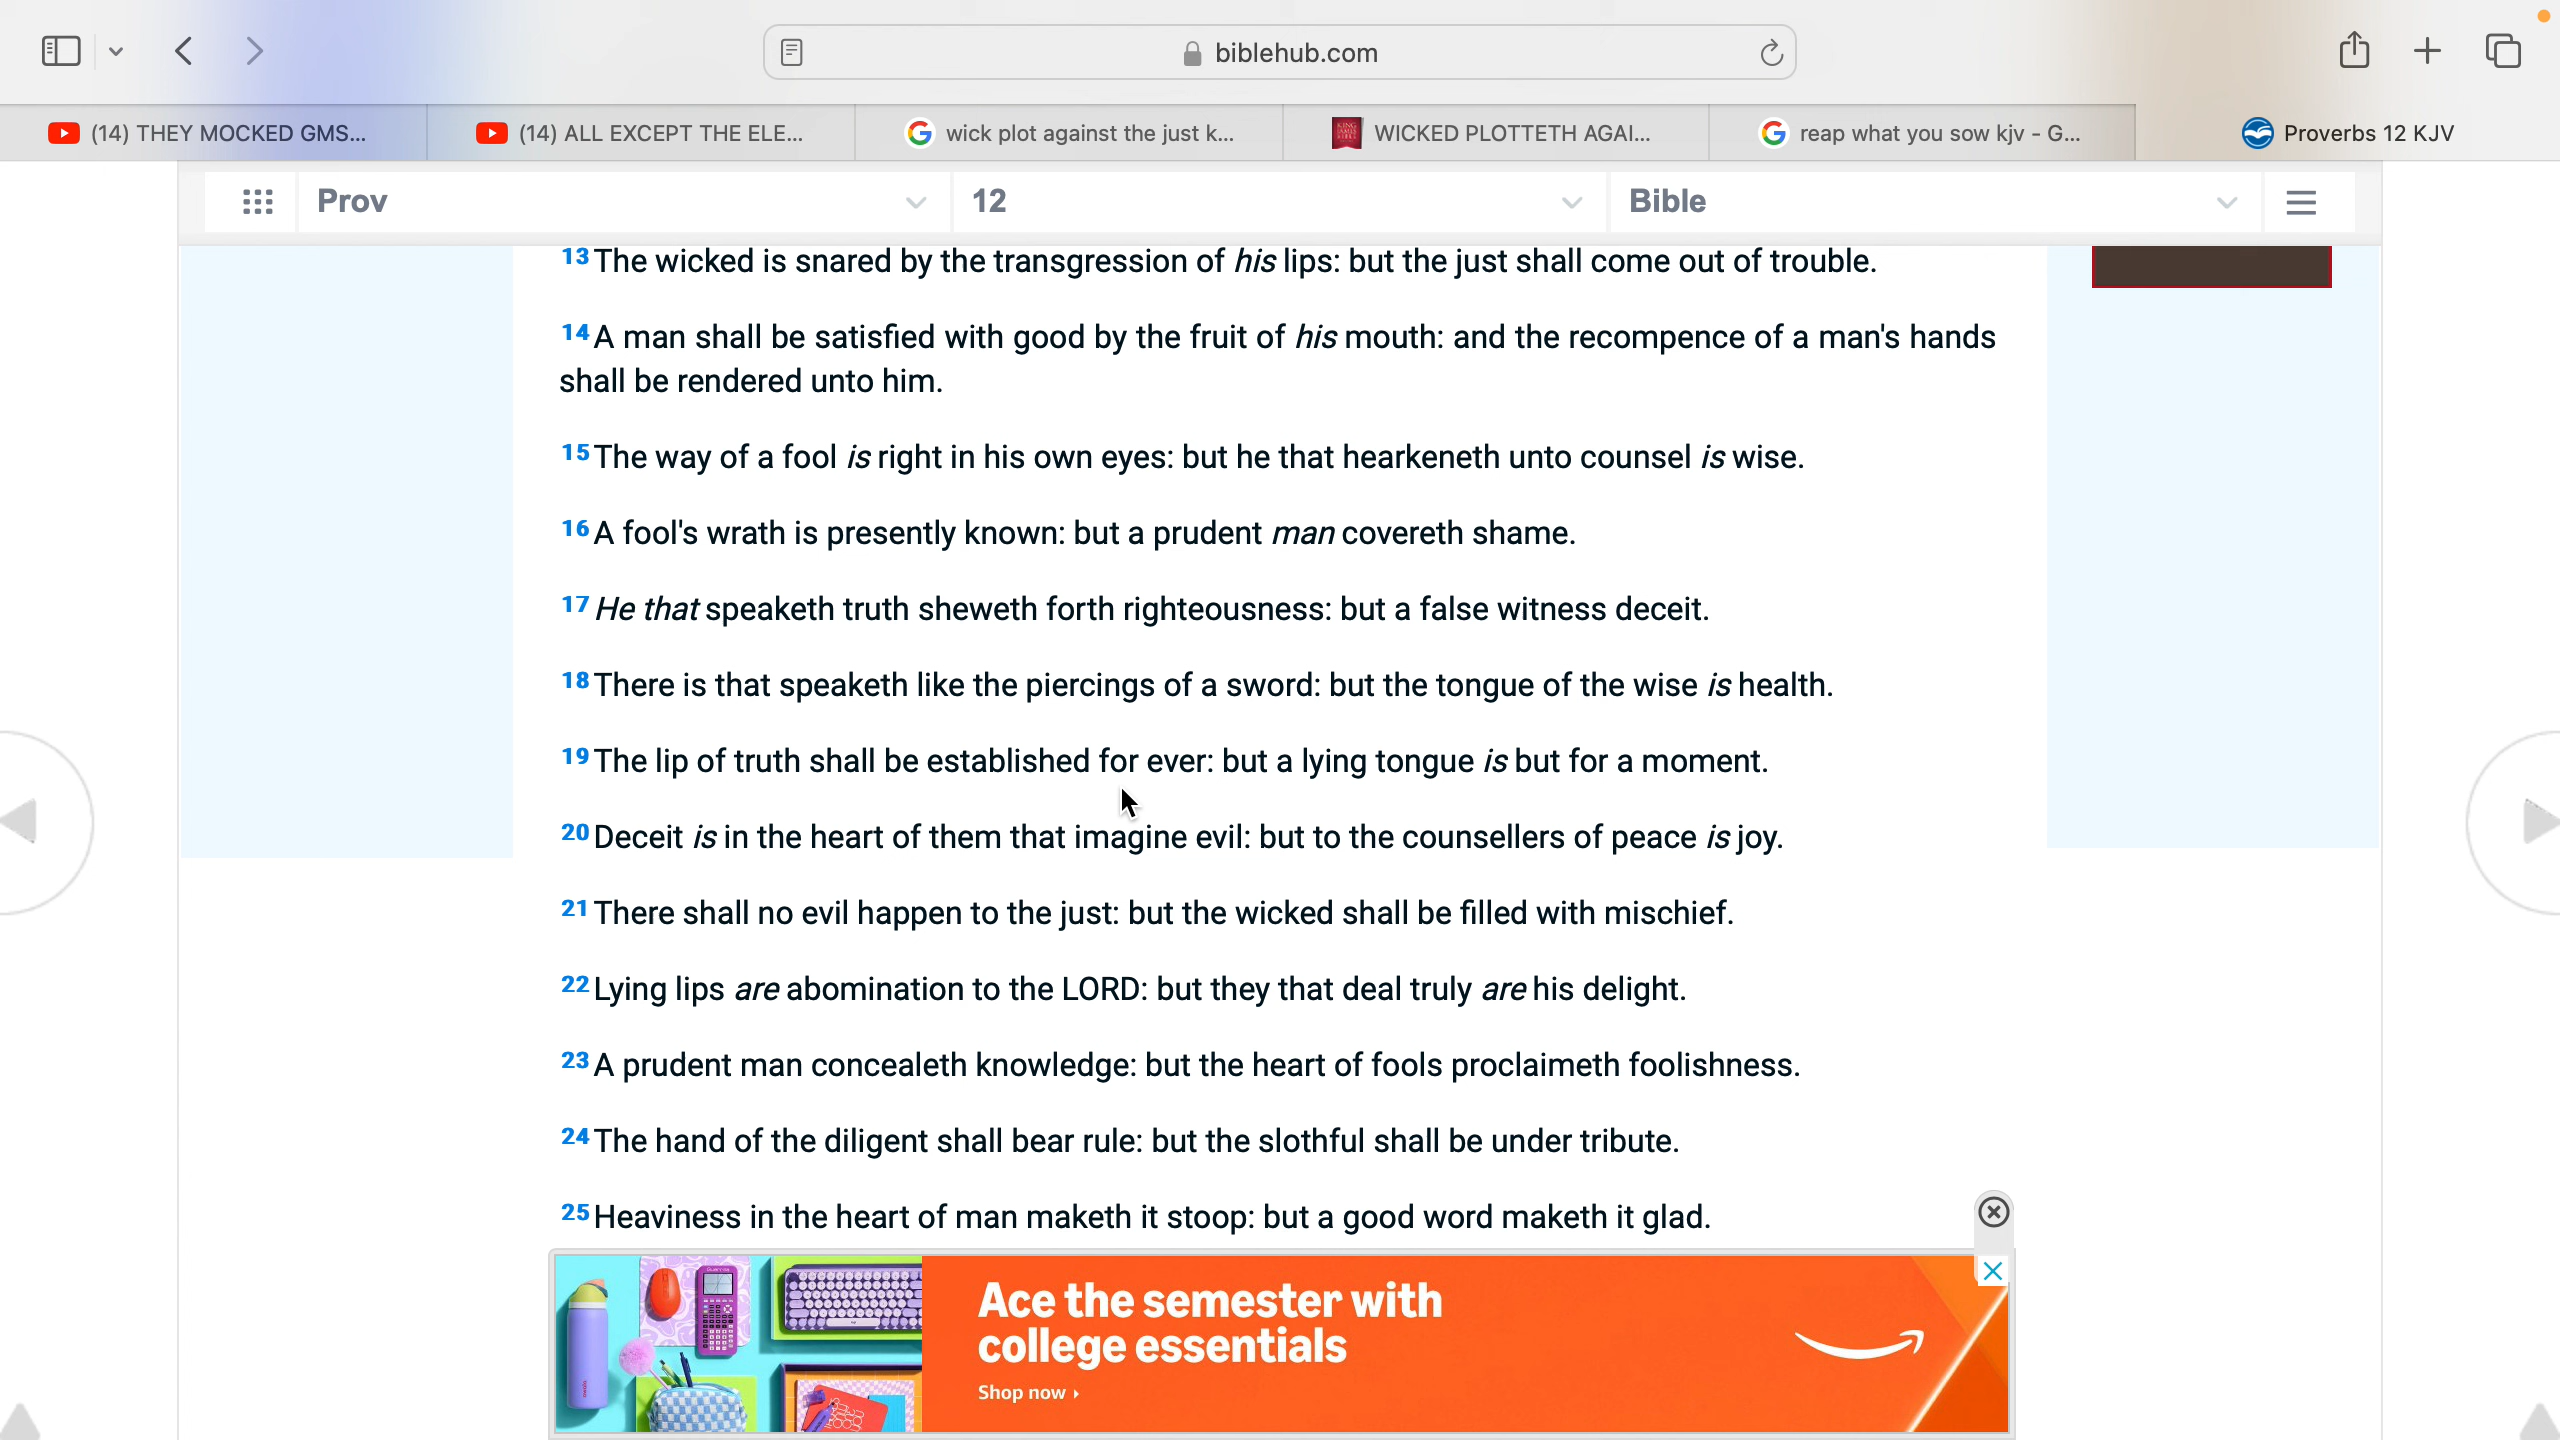 biblehub.com
(14) THEY MOCKED GMS...
(14) ALL EXCEPT THE ELE...
wick plot against the just k...
WICKED PLOTTETH AGAI...
reap what you sow kjv - G...
Proverbs 12 KJV
Prov
12
Bible
13 The wicked is snared by the transgression of his lips: but the just shall come out of trouble.
14 A man shall be satisfied with good by the fruit of his mouth: and the recompence of a man's hands
shall be rendered unto him.
15 The way of a fool is right in his own eyes: but he that hearkeneth unto counsel is wise.
16 A fool's wrath is presently known: but a prudent man covereth shame.
17 He that speaketh truth sheweth forth righteousness: but a false witness deceit.
18 There is that speaketh like the piercings of a sword: but the tongue of the wise is health.
19 The lip of truth shall be established for ever: but a lying tongue is but for a moment.
20 Deceit is in the heart of them that imagine evil: but to the counsellers of peace is joy.
21 There shall no evil happen to the just: but the wicked shall be filled with mischief.
22 Lying lips are abomination to the LORD: but they that deal truly are his delight.
23 A prudent man concealeth knowledge: but the heart of fools proclaimeth foolishness.
24 The hand of the diligent shall bear rule: but the slothful shall be under tribute.
25 Heaviness in the heart of man maketh it stoop: but a good word maketh it glad.
Ace the semester with
college essentials
Shop now